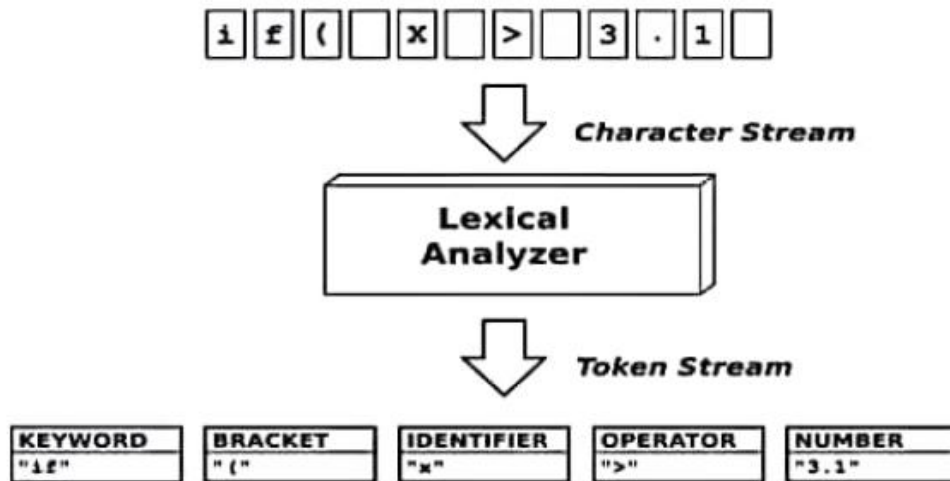 i f ( X > 3 . 1
Character Stream
Lexical
Analyzer
Token Stream
KEYWORD BRACKET IDENTIFIER OPERATOR NUMBER
"if" "(" "x" ">" "3.1"